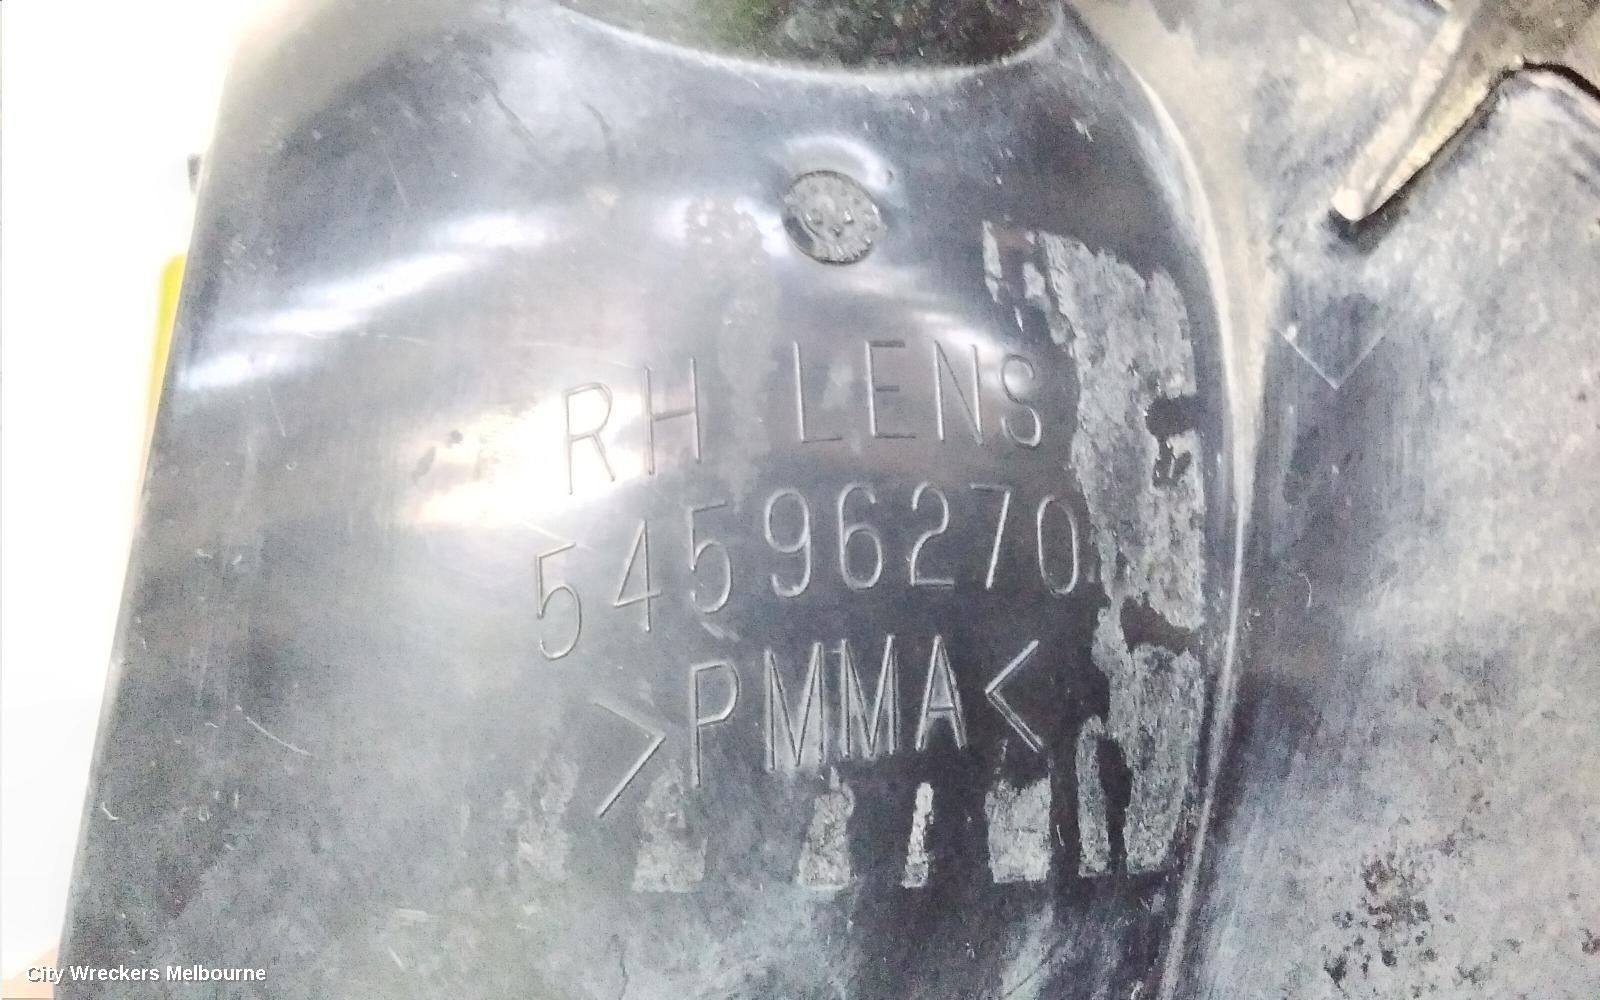 RH LENS
54596270
>PMMA<
City Wreckers Melbourne